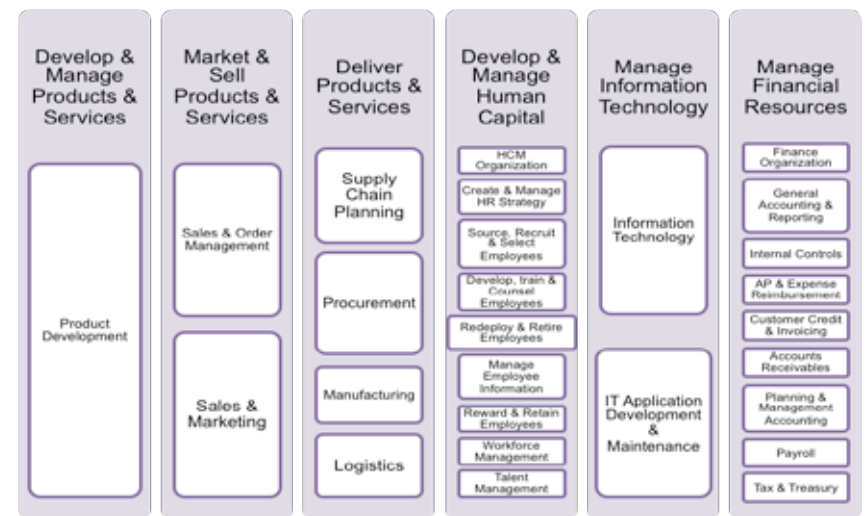 Develop &
Manage
Products &
Services
Product
Development
Market &
Sell
Products &
Services
Sales & Order
Management
Sales &
Marketing
Deliver
Products &
Services
Supply
Chain
Planning
Procurement
Manufacturing
Logistics
Develop &
Manage
Human
Capital
HCM
Organization
Create & Manage
HR Strategy
Source, Recruit
& Select
Employees
Develop, train &
Counsel
Employees
Redeploy & Retire
Employees
Manage
Employee
Information
Reward & Retain
Employees
Workforce
Management
Talent
Management
Manage
Information
Technology
Information
Technology
IT Application
Development
&
Maintenance
Manage
Financial
Resources
Finance
Organization
General
Accounting &
Reporting
Internal Controls
AP & Expense
Reimbursement
Customer Credit
& Invoicing
Accounts
Receivables
Planning &
Management
Accounting
Payroll
Tax & Treasury